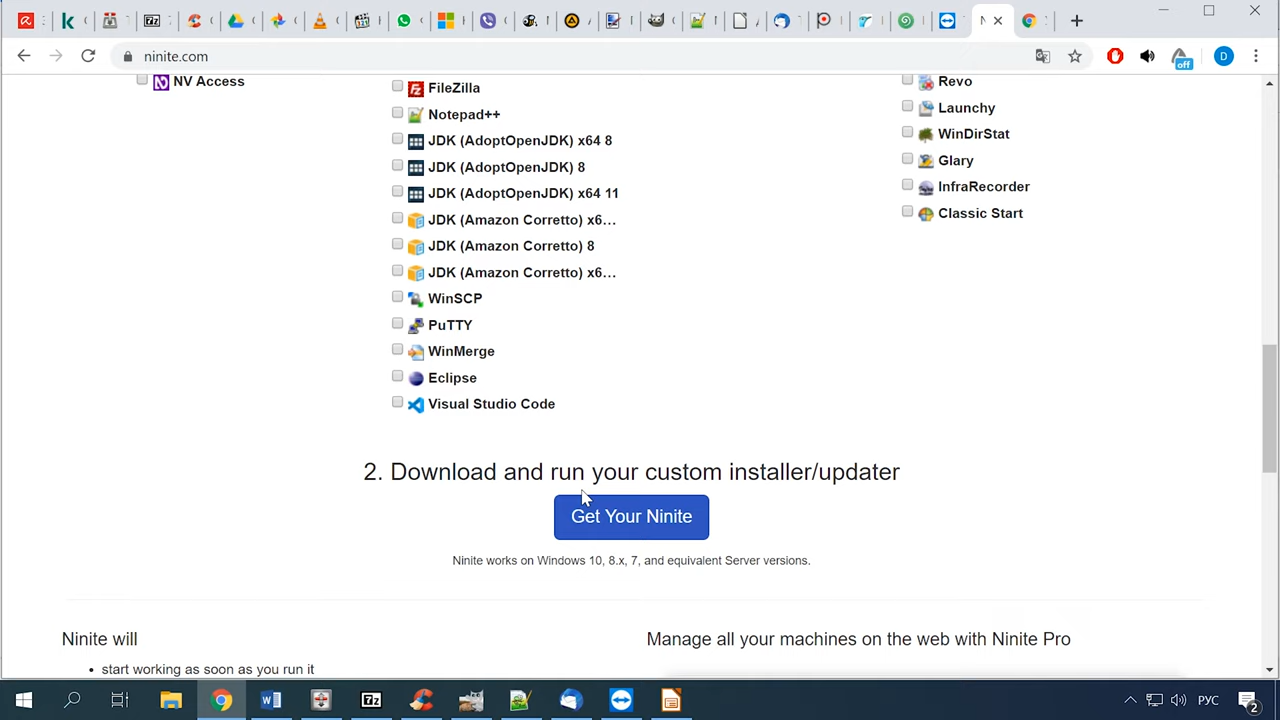 ninite.com
off
D
NV Access
FileZilla
Notepad++
JDK (AdoptOpenJDK) x64 8
JDK (AdoptOpenJDK) 8
JDK (AdoptOpenJDK) x64 11
JDK (Amazon Corretto) x6...
JDK (Amazon Corretto) 8
JDK (Amazon Corretto) x6...
WinSCP
PuTTY
WinMerge
Eclipse
Visual Studio Code
Revo
Launchy
WinDirStat
Glary
InfraRecorder
Classic Start
2. Download and run your custom installer/updater
Get Your Ninite
Ninite works on Windows 10, 8.x, 7, and equivalent Server versions.
Ninite will
• start working as soon as you run it
Manage all your machines on the web with Ninite Pro
РУС
2